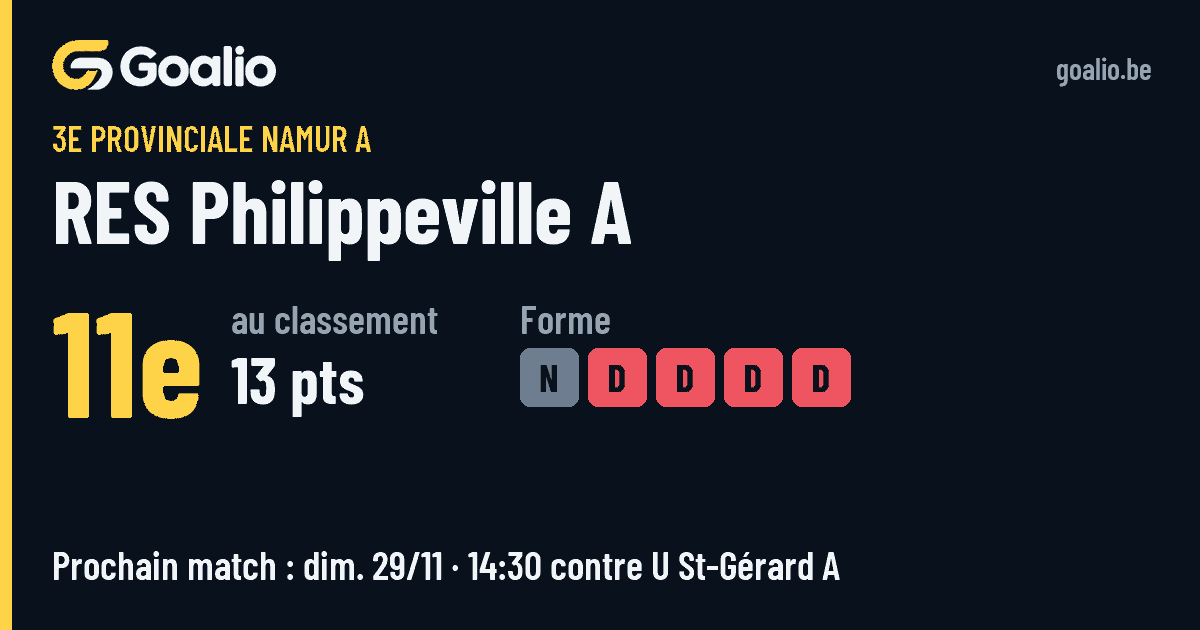 Goalio
goalio.be
3E PROVINCIALE NAMUR A
RES Philippeville A
11e
au classement
13 pts
Forme
N D D D D
Prochain match : dim. 29/11 · 14:30 contre U St-Gérard A